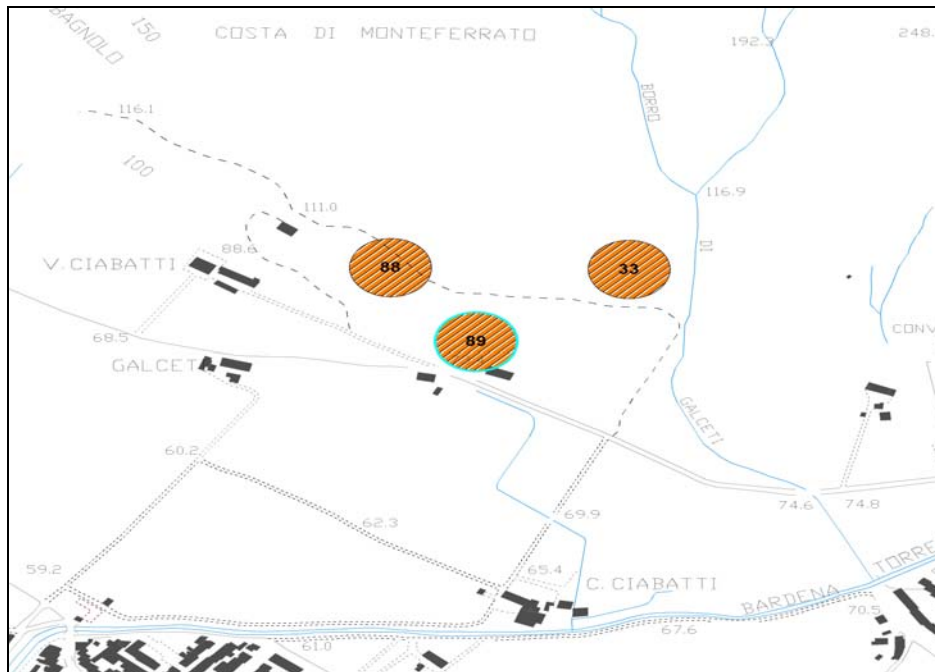 BAGNOLO
150
COSTA DI MONTEFERRATO
192.3
248.
116.1
BORRO
100
116.9
111.0
88.6
DI
V. CIABATTI
88
33
68.5
89
CONV
GALCETI
GALCETI
60.2
62.3
69.9
74.6
74.8
59.2
65.4
C. CIABATTI
BARDENA
TORRE
70.5
67.6
61.0